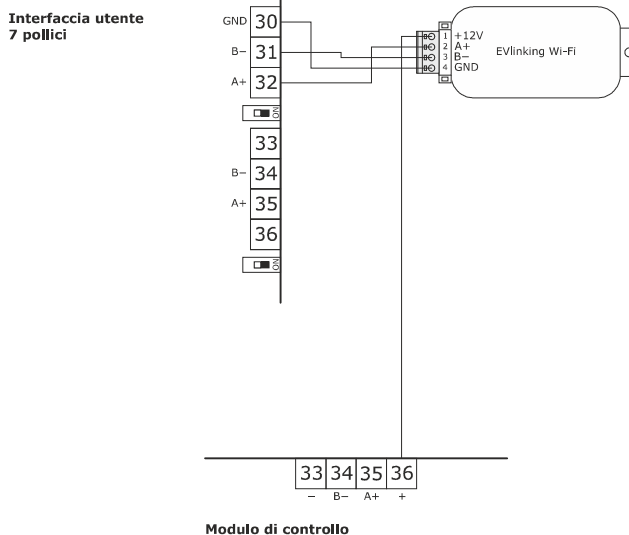 Interfaccia utente
7 pollici
GND 30
B− 31
A+ 32
ON
33
B− 34
A+ 35
36
ON
1 +12V
2 A+
3 B−
4 GND
EVlinking Wi-Fi
33 34 35 36
− B− A+ +
Modulo di controllo